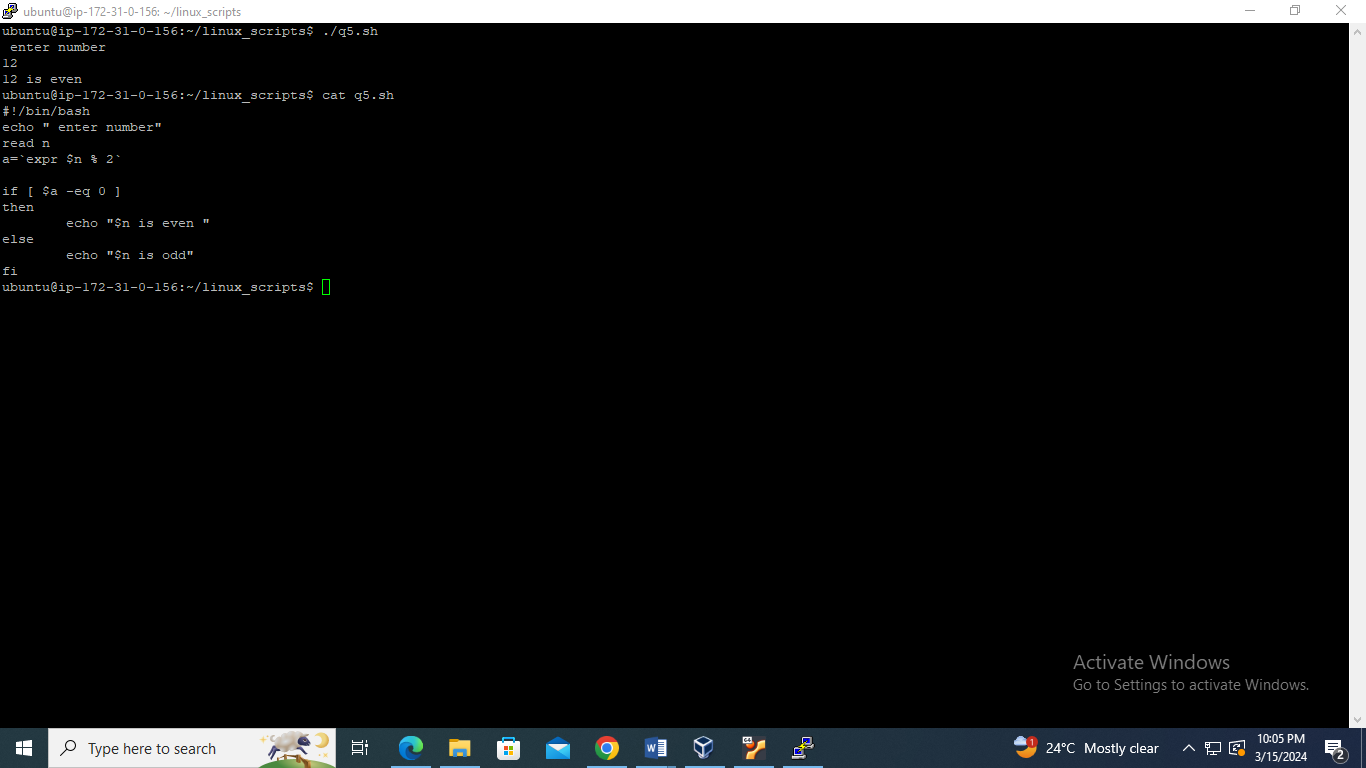 ubuntu@ip-172-31-0-156: ~/linux_scripts
ubuntu@ip-172-31-0-156:~/linux_scripts$ ./q5.sh
 enter number
12
12 is even
ubuntu@ip-172-31-0-156:~/linux_scripts$ cat q5.sh
#!/bin/bash
echo " enter number"
read n
a=`expr $n % 2`
if [ $a -eq 0 ]
then
        echo "$n is even "
else
        echo "$n is odd"
fi
ubuntu@ip-172-31-0-156:~/linux_scripts$
Activate Windows
Go to Settings to activate Windows.
Type here to search
64
1
24°C Mostly clear
10:05 PM
3/15/2024
2